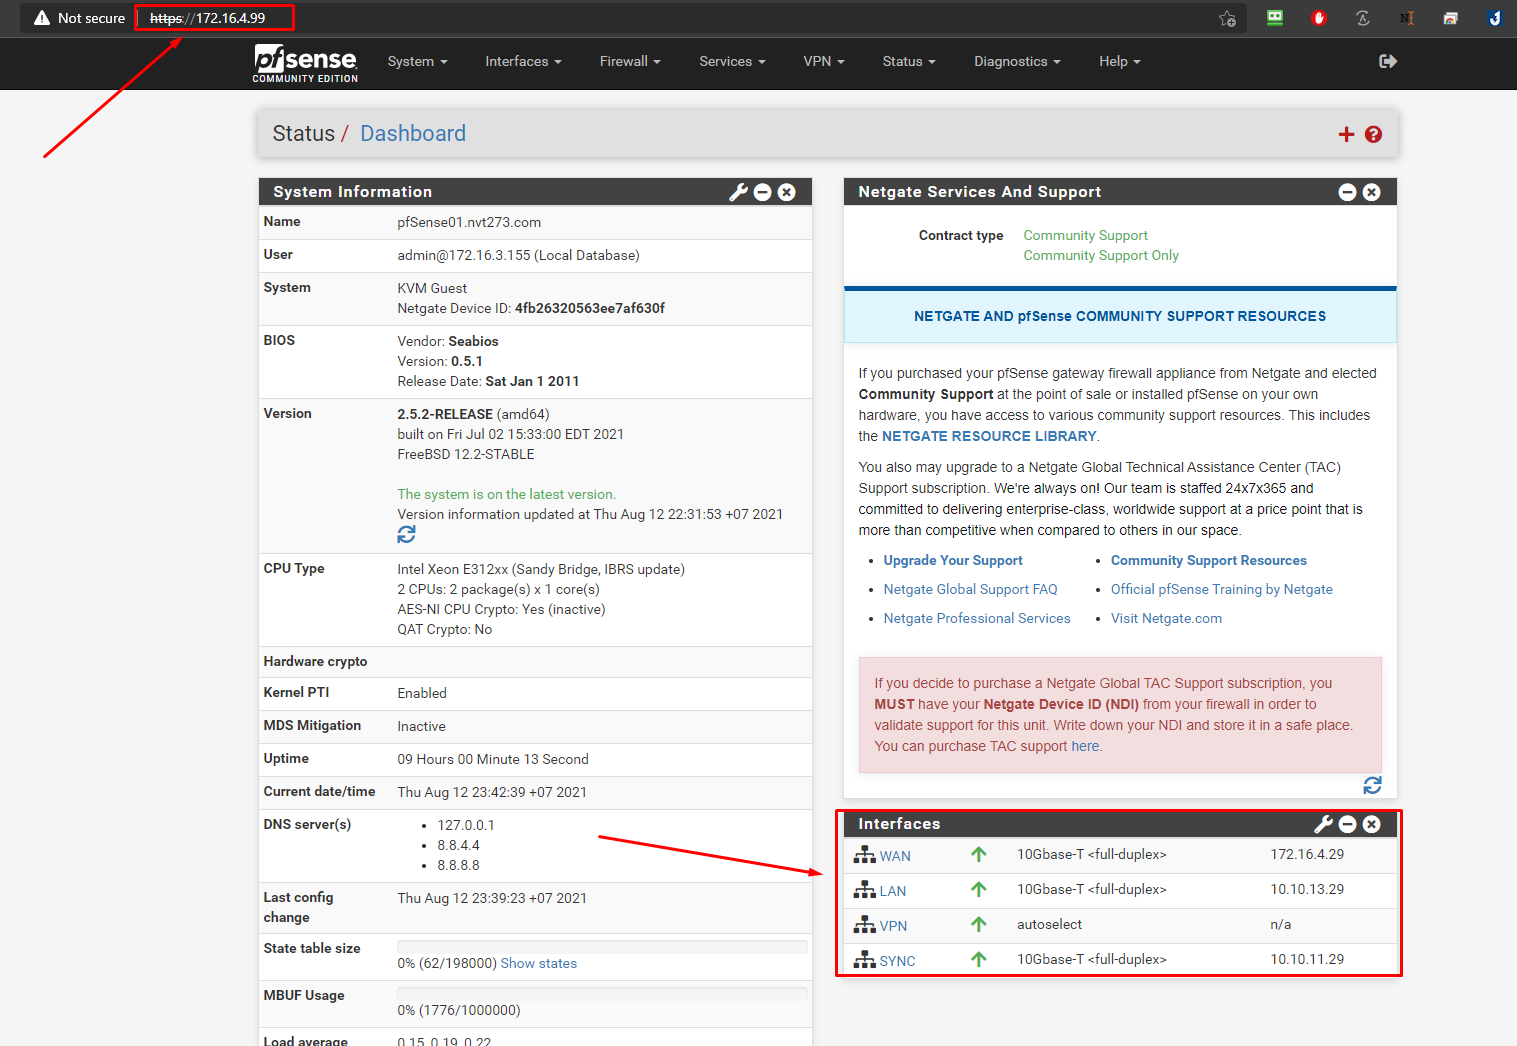 Not secure https://172.16.4.99
pfsense
COMMUNITY EDITION
System Interfaces Firewall Services VPN Status Diagnostics Help
Status / Dashboard
System Information
Name pfSense01.nvt273.com
User admin@172.16.3.155 (Local Database)
System KVM Guest
Netgate Device ID: 4fb26320563ee7af630f
BIOS Vendor: Seabios
Version: 0.5.1
Release Date: Sat Jan 1 2011
Version 2.5.2-RELEASE (amd64)
built on Fri Jul 02 15:33:00 EDT 2021
FreeBSD 12.2-STABLE
The system is on the latest version.
Version information updated at Thu Aug 12 22:31:53 +07 2021
CPU Type Intel Xeon E312xx (Sandy Bridge, IBRS update)
2 CPUs: 2 package(s) x 1 core(s)
AES-NI CPU Crypto: Yes (inactive)
QAT Crypto: No
Hardware crypto
Kernel PTI Enabled
MDS Mitigation Inactive
Uptime 09 Hours 00 Minute 13 Second
Current date/time Thu Aug 12 23:42:39 +07 2021
DNS server(s)
• 127.0.0.1
• 8.8.4.4
• 8.8.8.8
Last config Thu Aug 12 23:39:23 +07 2021
change
State table size
0% (62/198000) Show states
MBUF Usage
0% (1776/1000000)
Load average 0.15, 0.19, 0.22
Netgate Services And Support
Contract type Community Support
Community Support Only
NETGATE AND pfSense COMMUNITY SUPPORT RESOURCES
If you purchased your pfSense gateway firewall appliance from Netgate and elected
Community Support at the point of sale or installed pfSense on your own
hardware, you have access to various community support resources. This includes
the NETGATE RESOURCE LIBRARY.
You also may upgrade to a Netgate Global Technical Assistance Center (TAC)
Support subscription. We're always on! Our team is staffed 24x7x365 and
committed to delivering enterprise-class, worldwide support at a price point that is
more than competitive when compared to others in our space.
• Upgrade Your Support
• Netgate Global Support FAQ
• Netgate Professional Services
• Community Support Resources
• Official pfSense Training by Netgate
• Visit Netgate.com
If you decide to purchase a Netgate Global TAC Support subscription, you
MUST have your Netgate Device ID (NDI) from your firewall in order to
validate support for this unit. Write down your NDI and store it in a safe place.
You can purchase TAC support here.
Interfaces
WAN 10Gbase-T <full-duplex> 172.16.4.29
LAN 10Gbase-T <full-duplex> 10.10.13.29
VPN autoselect n/a
SYNC 10Gbase-T <full-duplex> 10.10.11.29